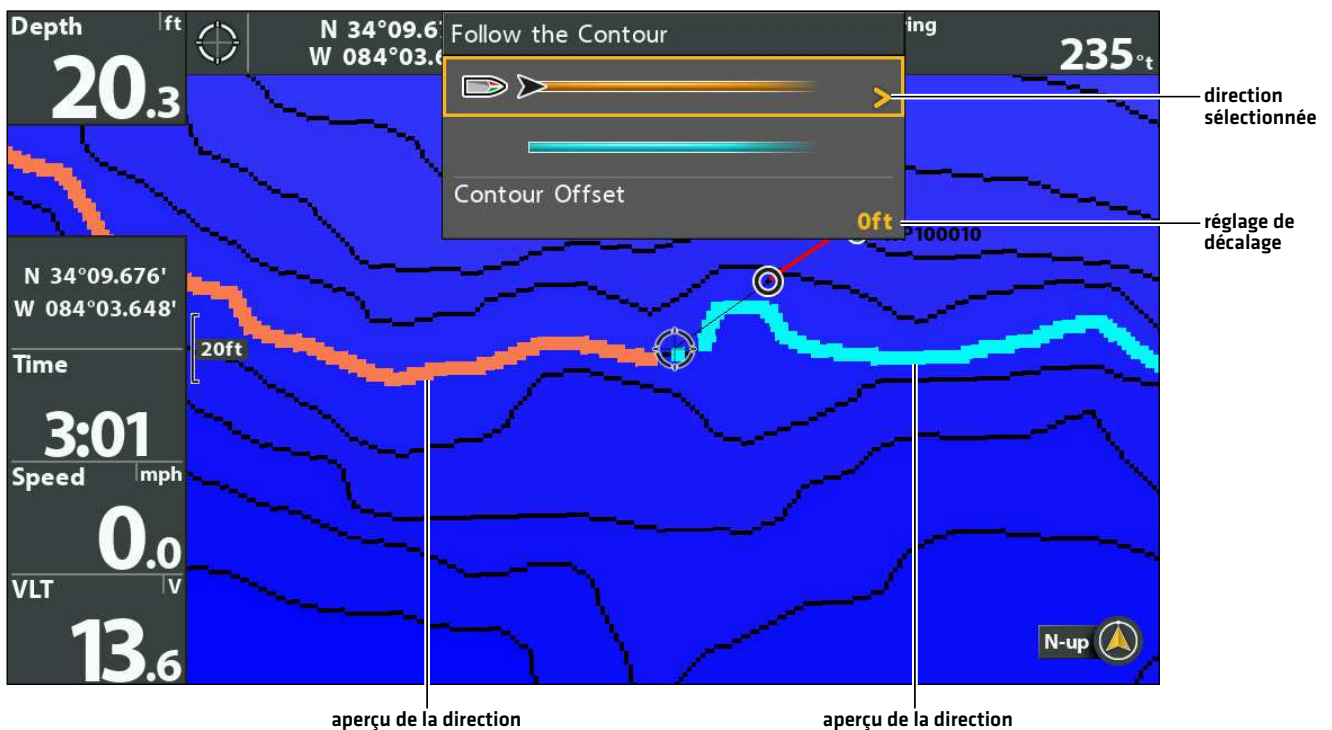 Depth ft
20.3
N 34°09.6
W 084°03.6
Follow the Contour
ing
235°t
direction
sélectionnée
Contour Offset
0ft
réglage de
décalage
P100010
N 34°09.676'
W 084°03.648'
20ft
Time
3:01
Speed mph
0.0
VLT V
13.6
N-up
aperçu de la direction
aperçu de la direction